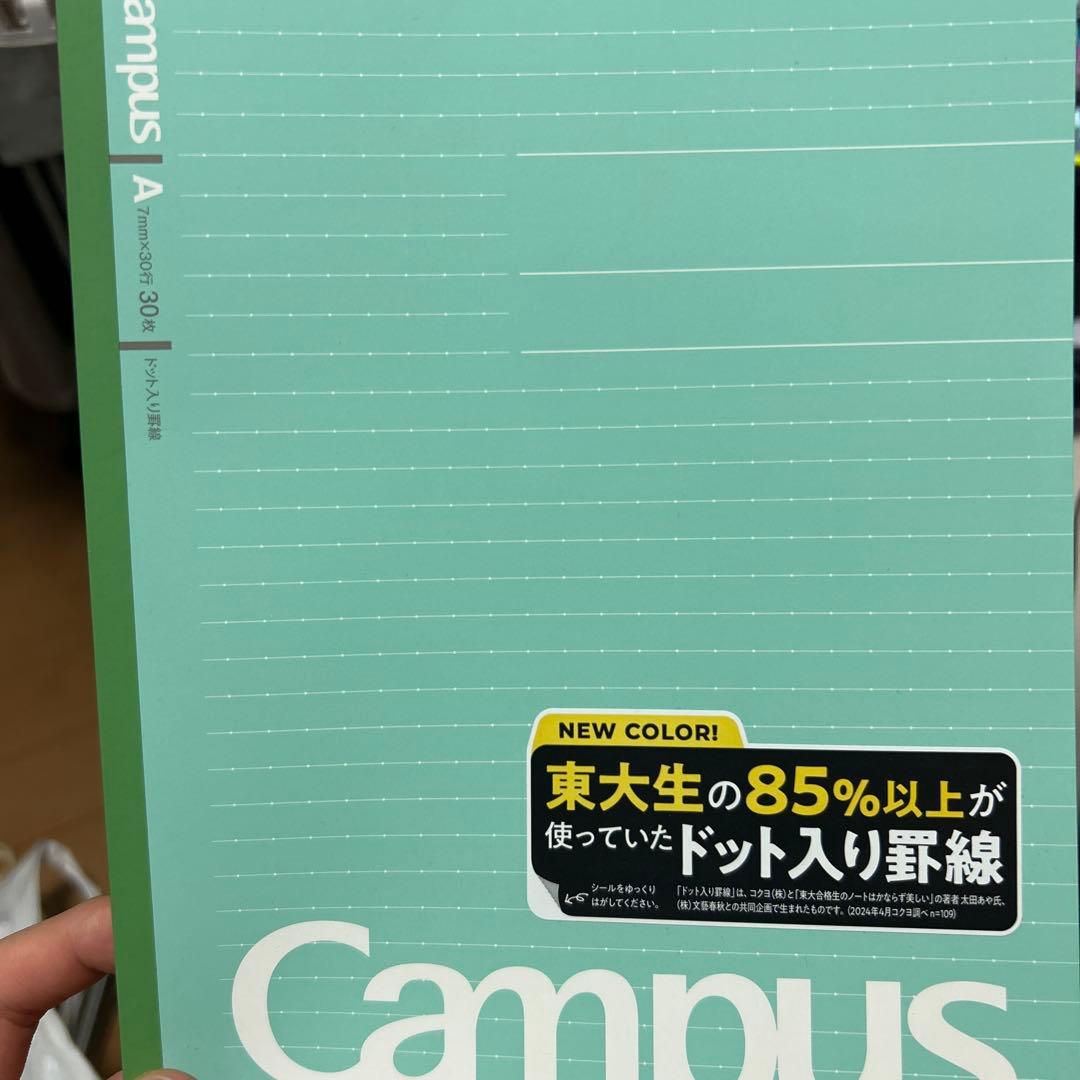 ampus
A
7mm×30行 30枚
ドット入り罫線
NEW COLOR!
東大生の85%以上が
使っていたドット入り罫線
シールをゆっくり
はがしてください。
「ドット入り罫線」は、コクヨ(株)と「東大合格生のノートはかならず美しい」の著者 太田あや氏、
(株)文藝春秋との共同企画で生まれたものです。(2024年4月コクヨ調べ n=109)
Campus